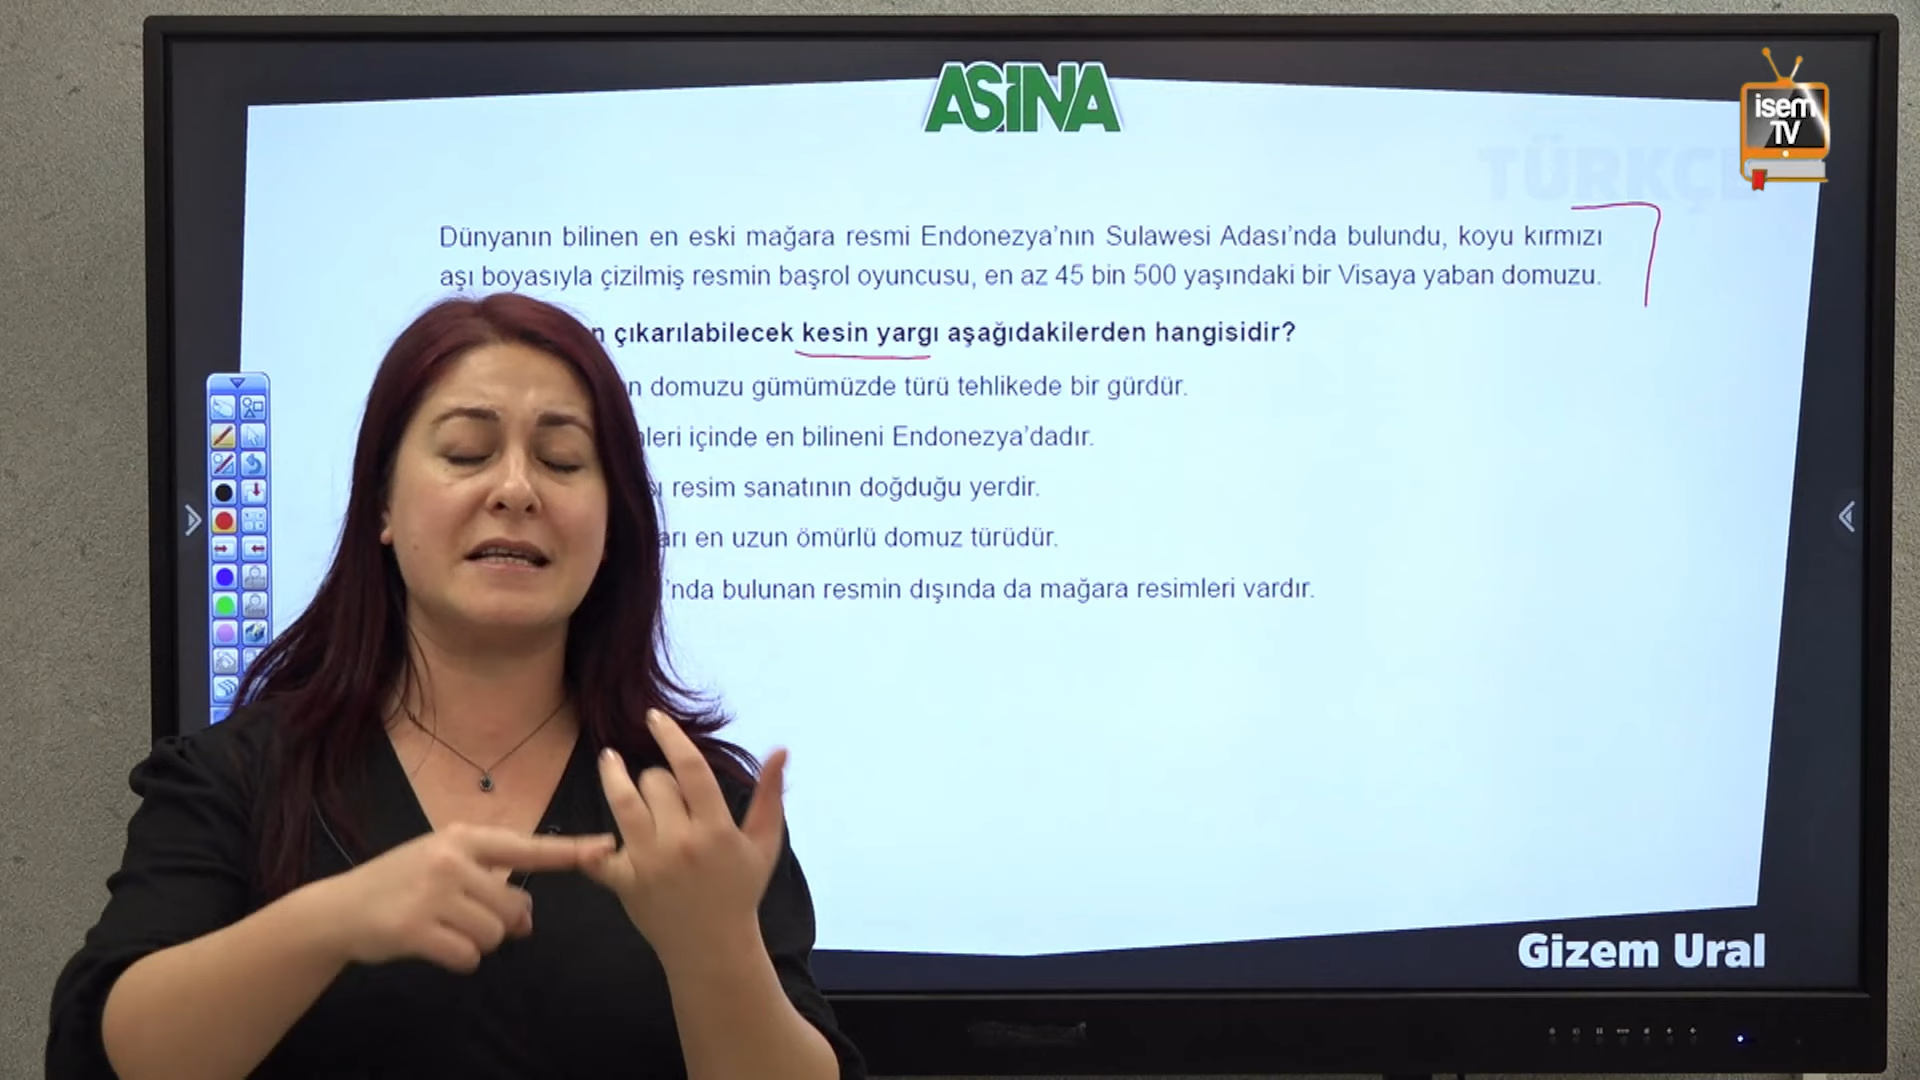 ASİNA
isem
TV
TÜRKÇE
Dünyanın bilinen en eski mağara resmi Endonezya’nın Sulawesi Adası’nda bulundu, koyu kırmızı
aşı boyasıyla çizilmiş resmin başrol oyuncusu, en az 45 bin 500 yaşındaki bir Visaya yaban domuzu.
çıkarılabilecek kesin yargı aşağıdakilerden hangisidir?
domuzu gümümüzde türü tehlikede bir gürdür.
içinde en bilineni Endonezya’dadır.
resim sanatının doğduğu yerdir.
en uzun ömürlü domuz türüdür.
’nda bulunan resmin dışında da mağara resimleri vardır.
Gizem Ural